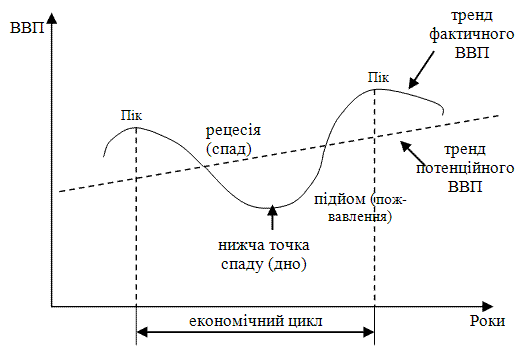 ВВП
тренд
фактичного
ВВП
Пік
Пік
рецесія
(спад)
тренд
потенційного
ВВП
підйом (пож-
вавлення)
нижча точка
спаду (дно)
економічний цикл
Роки